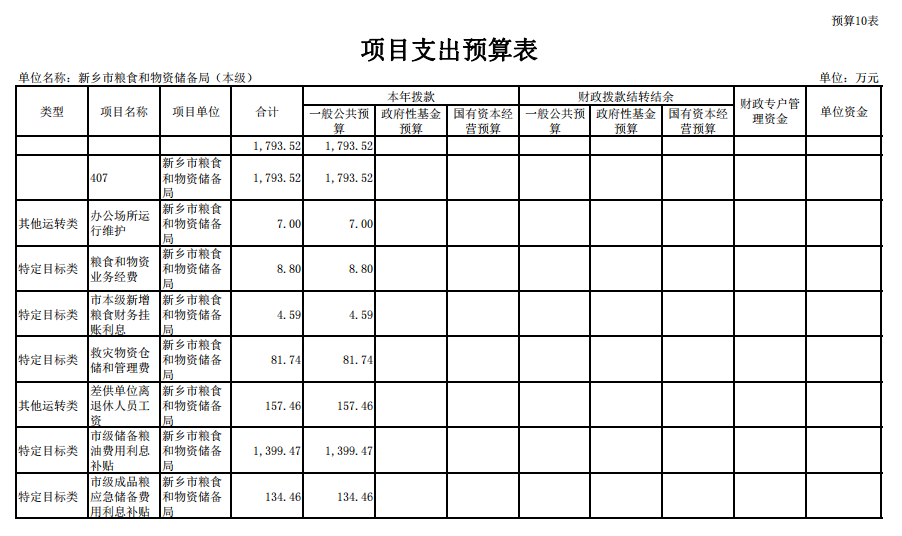 预算10表
项目支出预算表
单位名称：新乡市粮食和物资储备局（本级） 单位：万元
类型 项目名称 项目单位 合计 本年拨款 财政拨款结转结余 财政专户管理资金 单位资金
一般公共预算 政府性基金预算 国有资本经营预算 一般公共预算 政府性基金预算 国有资本经营预算
1,793.52 1,793.52
407 新乡市粮食和物资储备局 1,793.52 1,793.52
其他运转类 办公场所运行维护 新乡市粮食和物资储备局 7.00 7.00
特定目标类 粮食和物资业务经费 新乡市粮食和物资储备局 8.80 8.80
特定目标类 市本级新增粮食财务挂账利息 新乡市粮食和物资储备局 4.59 4.59
特定目标类 救灾物资仓储和管理费 新乡市粮食和物资储备局 81.74 81.74
其他运转类 差供单位离退休人员工资 新乡市粮食和物资储备局 157.46 157.46
特定目标类 市级储备粮油费用利息补贴 新乡市粮食和物资储备局 1,399.47 1,399.47
特定目标类 市级成品粮应急储备费用利息补贴 新乡市粮食和物资储备局 134.46 134.46